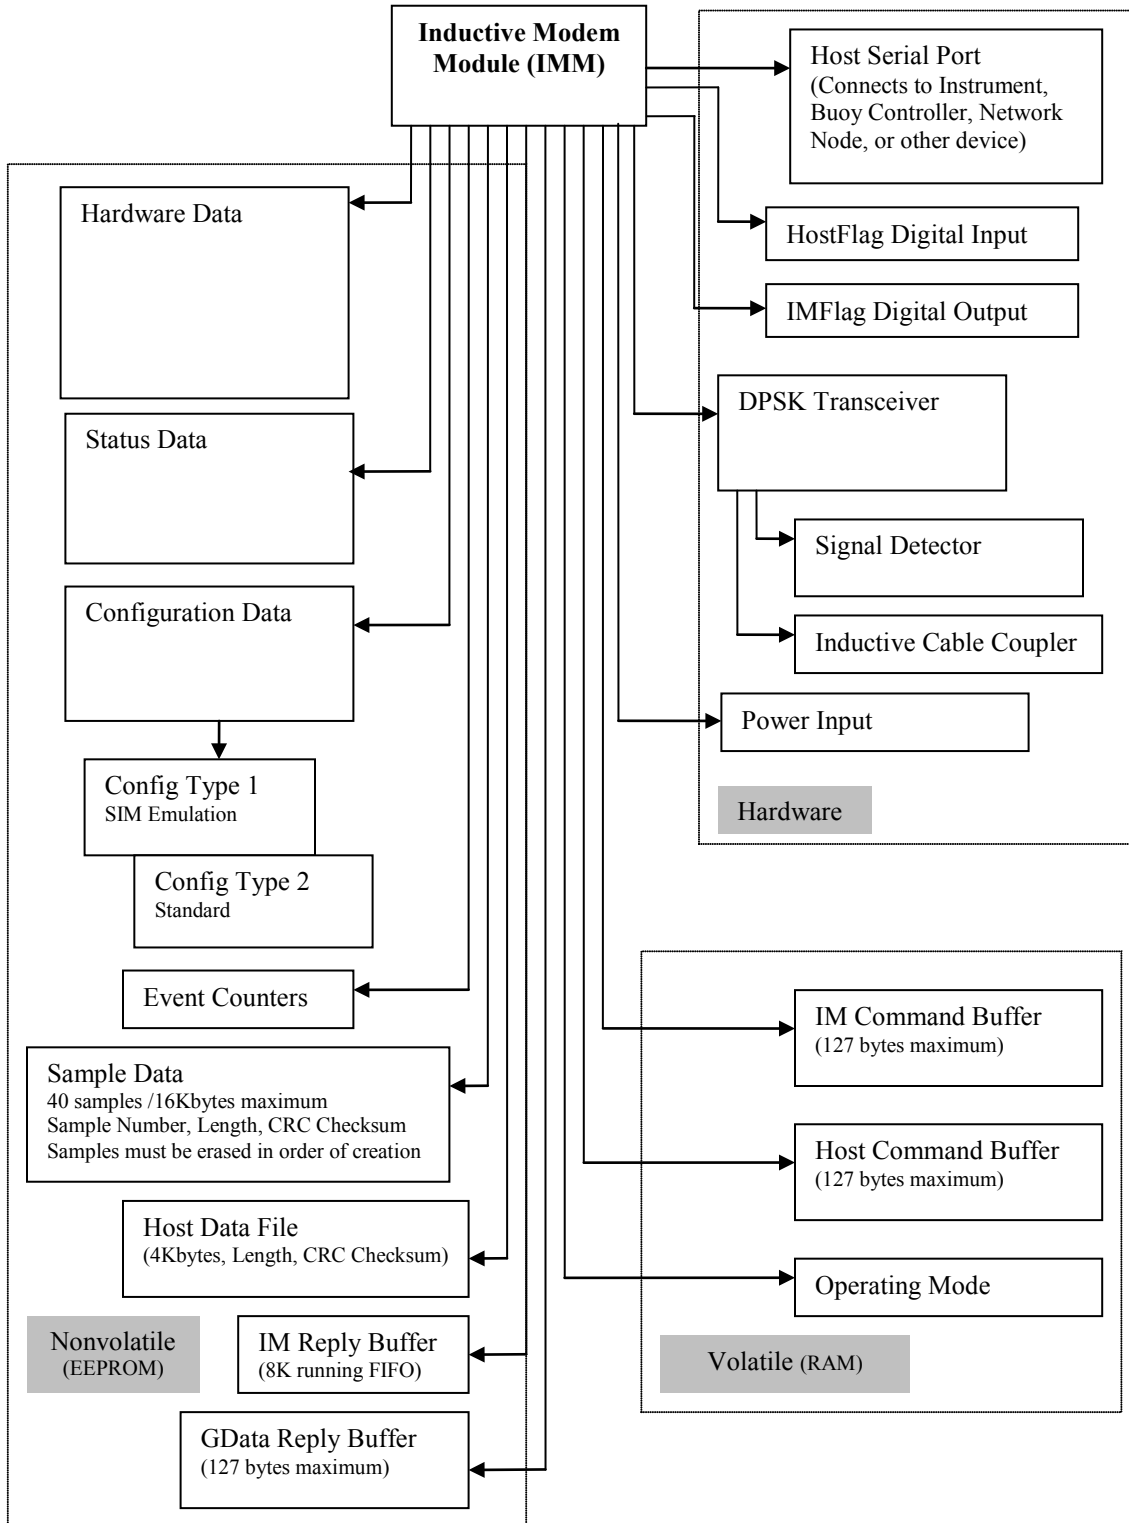 Inductive Modem
Module (IMM)
Host Serial Port
(Connects to Instrument,
Buoy Controller, Network
Node, or other device)
HostFlag Digital Input
IMFlag Digital Output
DPSK Transceiver
Signal Detector
Inductive Cable Coupler
Power Input
Hardware
Hardware Data
Status Data
Configuration Data
Config Type 1
SIM Emulation
Config Type 2
Standard
Event Counters
Sample Data
40 samples /16Kbytes maximum
Sample Number, Length, CRC Checksum
Samples must be erased in order of creation
Host Data File
(4Kbytes, Length, CRC Checksum)
Nonvolatile
(EEPROM)
IM Reply Buffer
(8K running FIFO)
GData Reply Buffer
(127 bytes maximum)
IM Command Buffer
(127 bytes maximum)
Host Command Buffer
(127 bytes maximum)
Operating Mode
Volatile (RAM)